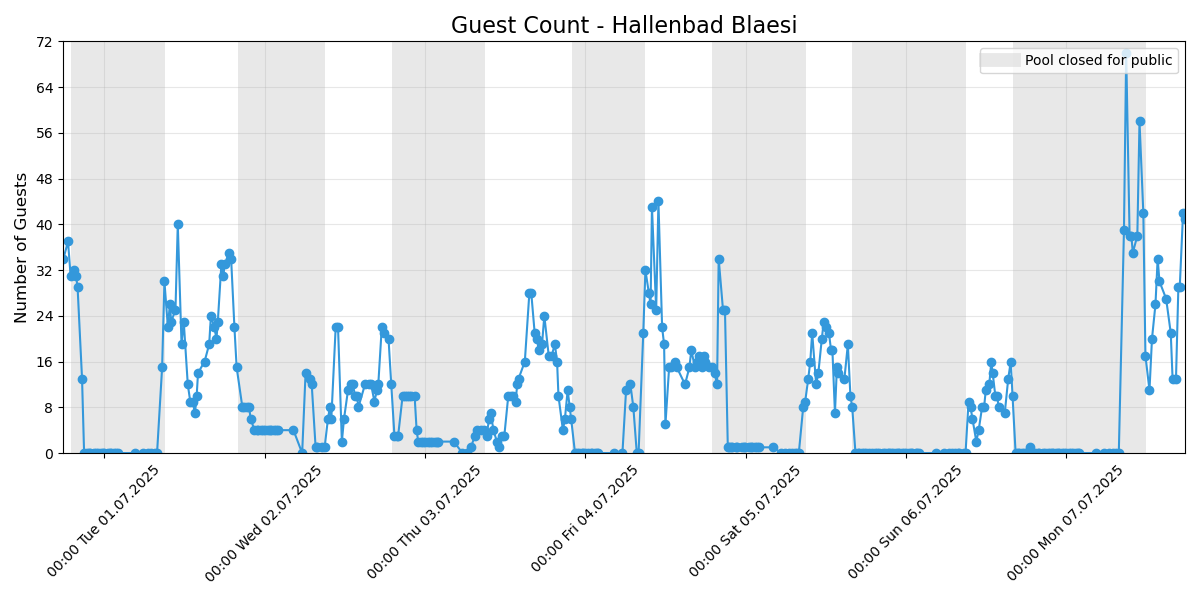 Guest Count - Hallenbad Blaesi
Pool closed for public
Number of Guests
72
64
56
48
40
32
24
16
8
0
00:00 Tue 01.07.2025
00:00 Wed 02.07.2025
00:00 Thu 03.07.2025
00:00 Fri 04.07.2025
00:00 Sat 05.07.2025
00:00 Sun 06.07.2025
00:00 Mon 07.07.2025